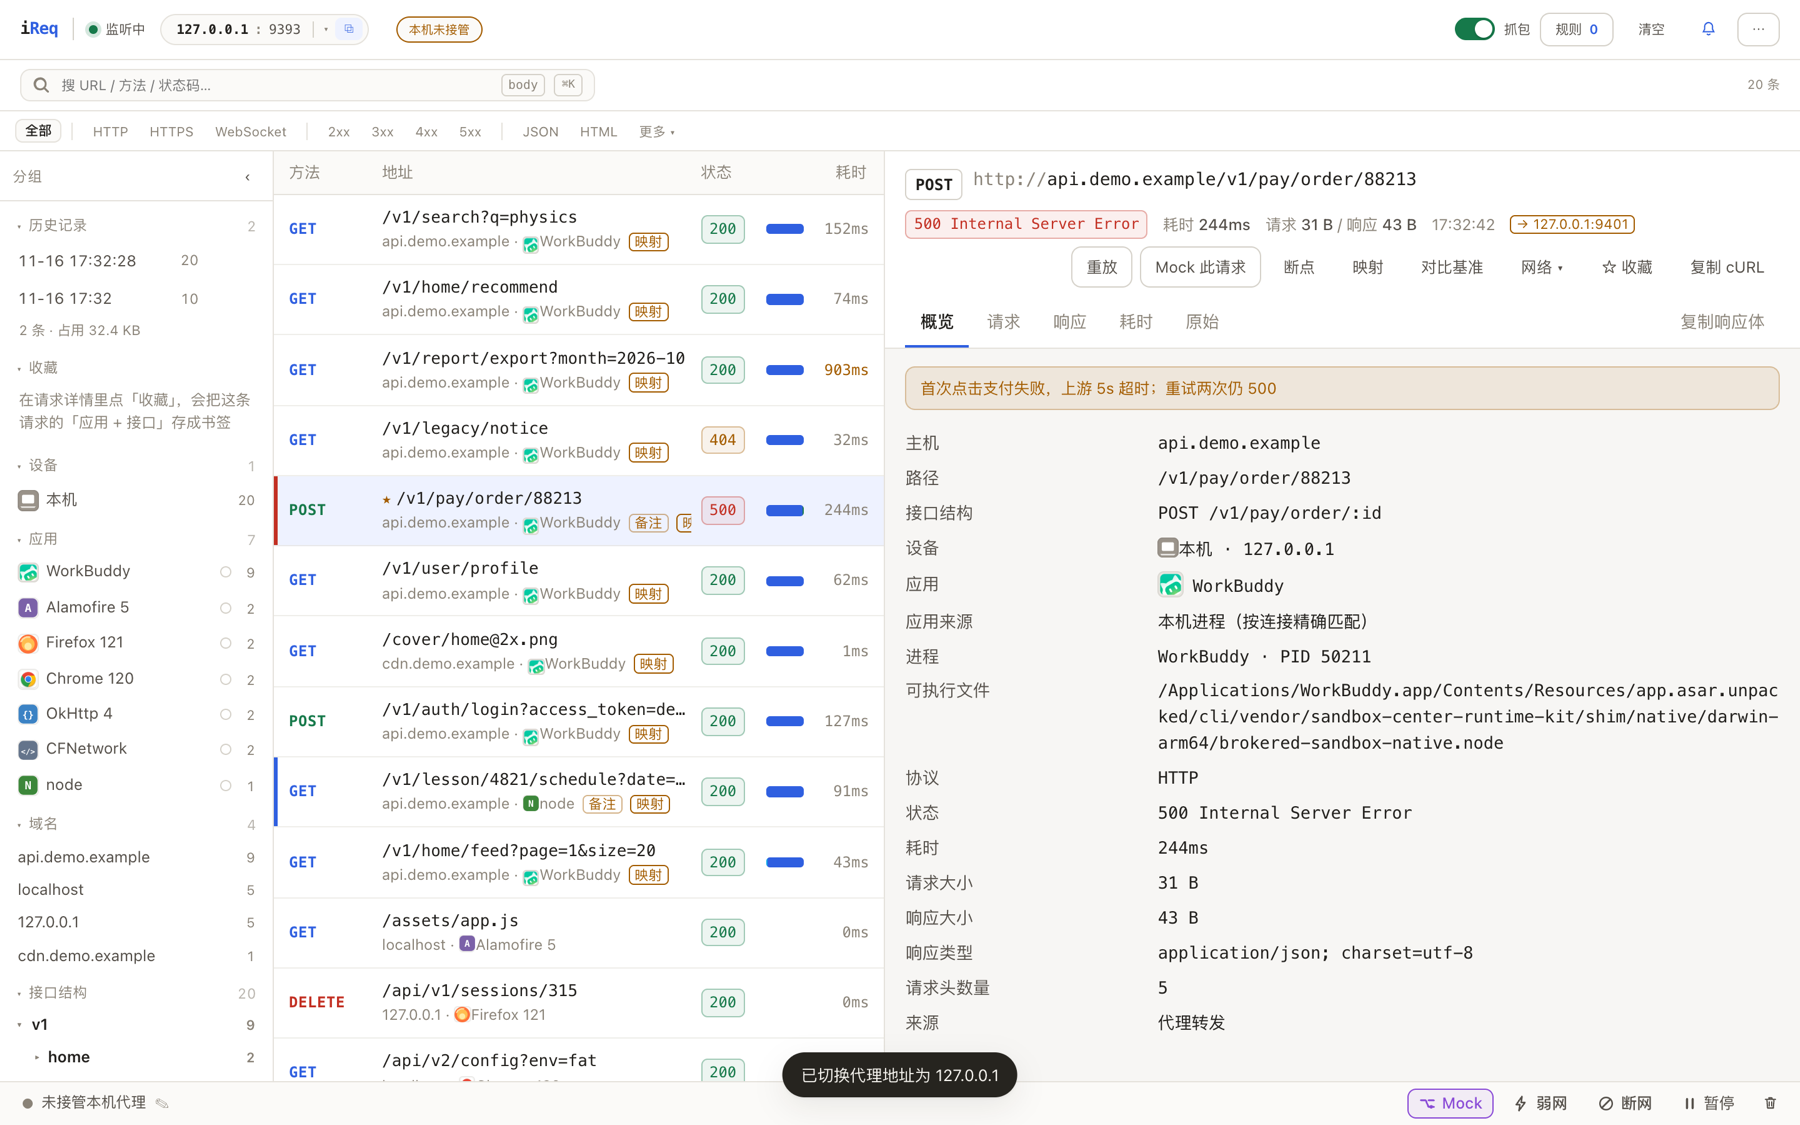 iReq
监听中
127.0.0.1 : 9393
本机未接管
抓包
规则 0
清空
搜 URL / 方法 / 状态码...
body
⌘K
20 条
全部
HTTP
HTTPS
WebSocket
2xx
3xx
4xx
5xx
JSON
HTML
更多
分组
历史记录 2
11-16 17:32:28 20
11-16 17:32 10
2 条 · 占用 32.4 KB
收藏
在请求详情里点「收藏」，会把这条
请求的「应用 + 接口」存成书签
设备 1
本机 20
应用 7
WorkBuddy 9
Alamofire 5 2
Firefox 121 2
Chrome 120 2
OkHttp 4 2
CFNetwork 2
node 1
域名 4
api.demo.example 9
localhost 5
127.0.0.1 5
cdn.demo.example 1
接口结构 20
v1 9
home 2
方法 地址 状态 耗时
GET /v1/search?q=physics 200 152ms
api.demo.example · WorkBuddy 映射
GET /v1/home/recommend 200 74ms
api.demo.example · WorkBuddy 映射
GET /v1/report/export?month=2026-10 200 903ms
api.demo.example · WorkBuddy 映射
GET /v1/legacy/notice 404 32ms
api.demo.example · WorkBuddy 映射
POST ★ /v1/pay/order/88213 500 244ms
api.demo.example · WorkBuddy 备注
GET /v1/user/profile 200 62ms
api.demo.example · WorkBuddy 映射
GET /cover/home@2x.png 200 1ms
cdn.demo.example · WorkBuddy 映射
POST /v1/auth/login?access_token=de… 200 127ms
api.demo.example · WorkBuddy 映射
GET /v1/lesson/4821/schedule?date=… 200 91ms
api.demo.example · node 备注 映射
GET /v1/home/feed?page=1&size=20 200 43ms
api.demo.example · WorkBuddy 映射
GET /assets/app.js 200 0ms
localhost · Alamofire 5
DELETE /api/v1/sessions/315 200 0ms
127.0.0.1 · Firefox 121
GET /api/v2/config?env=fat 200
POST http://api.demo.example/v1/pay/order/88213
500 Internal Server Error 耗时 244ms 请求 31 B / 响应 43 B 17:32:42 → 127.0.0.1:9401
重放 Mock 此请求 断点 映射 对比基准 网络 ☆ 收藏 复制 cURL
概览 请求 响应 耗时 原始 复制响应体
首次点击支付失败，上游 5s 超时；重试两次仍 500
主机 api.demo.example
路径 /v1/pay/order/88213
接口结构 POST /v1/pay/order/:id
设备 本机 · 127.0.0.1
应用 WorkBuddy
应用来源 本机进程（按连接精确匹配）
进程 WorkBuddy · PID 50211
可执行文件 /Applications/WorkBuddy.app/Contents/Resources/app.asar.unpac
ked/cli/vendor/sandbox-center-runtime-kit/shim/native/darwin-
arm64/brokered-sandbox-native.node
协议 HTTP
状态 500 Internal Server Error
耗时 244ms
请求大小 31 B
响应大小 43 B
响应类型 application/json; charset=utf-8
请求头数量 5
来源 代理转发
已切换代理地址为 127.0.0.1
未接管本机代理
Mock
弱网
断网
暂停